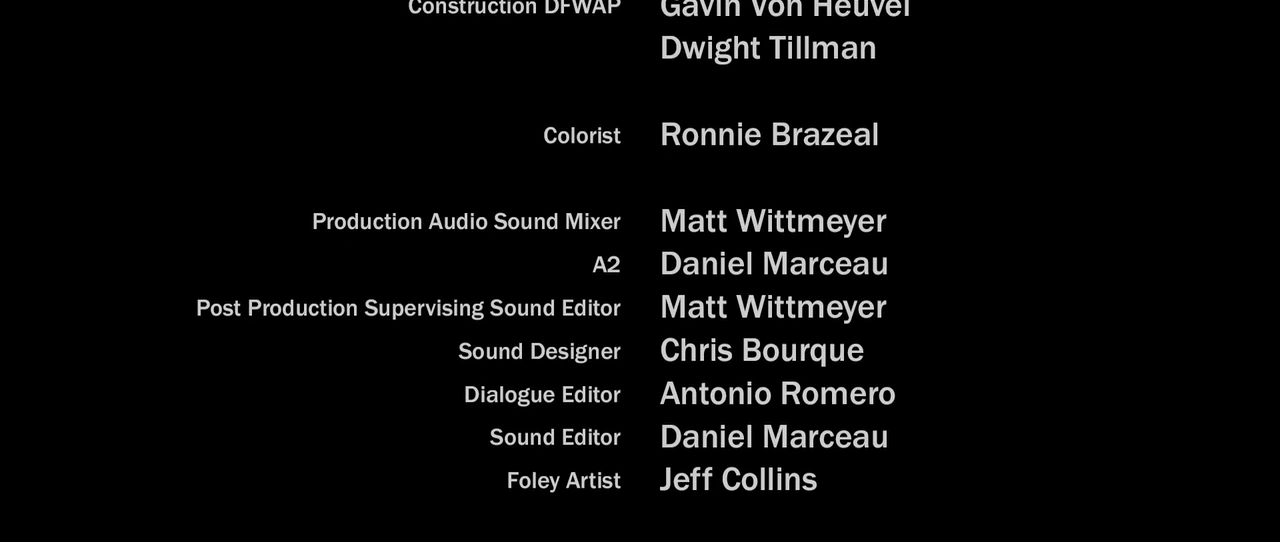 Construction DFWAP Gavin Von Heuvel
Dwight Tillman
Colorist Ronnie Brazeal
Production Audio Sound Mixer Matt Wittmeyer
A2 Daniel Marceau
Post Production Supervising Sound Editor Matt Wittmeyer
Sound Designer Chris Bourque
Dialogue Editor Antonio Romero
Sound Editor Daniel Marceau
Foley Artist Jeff Collins